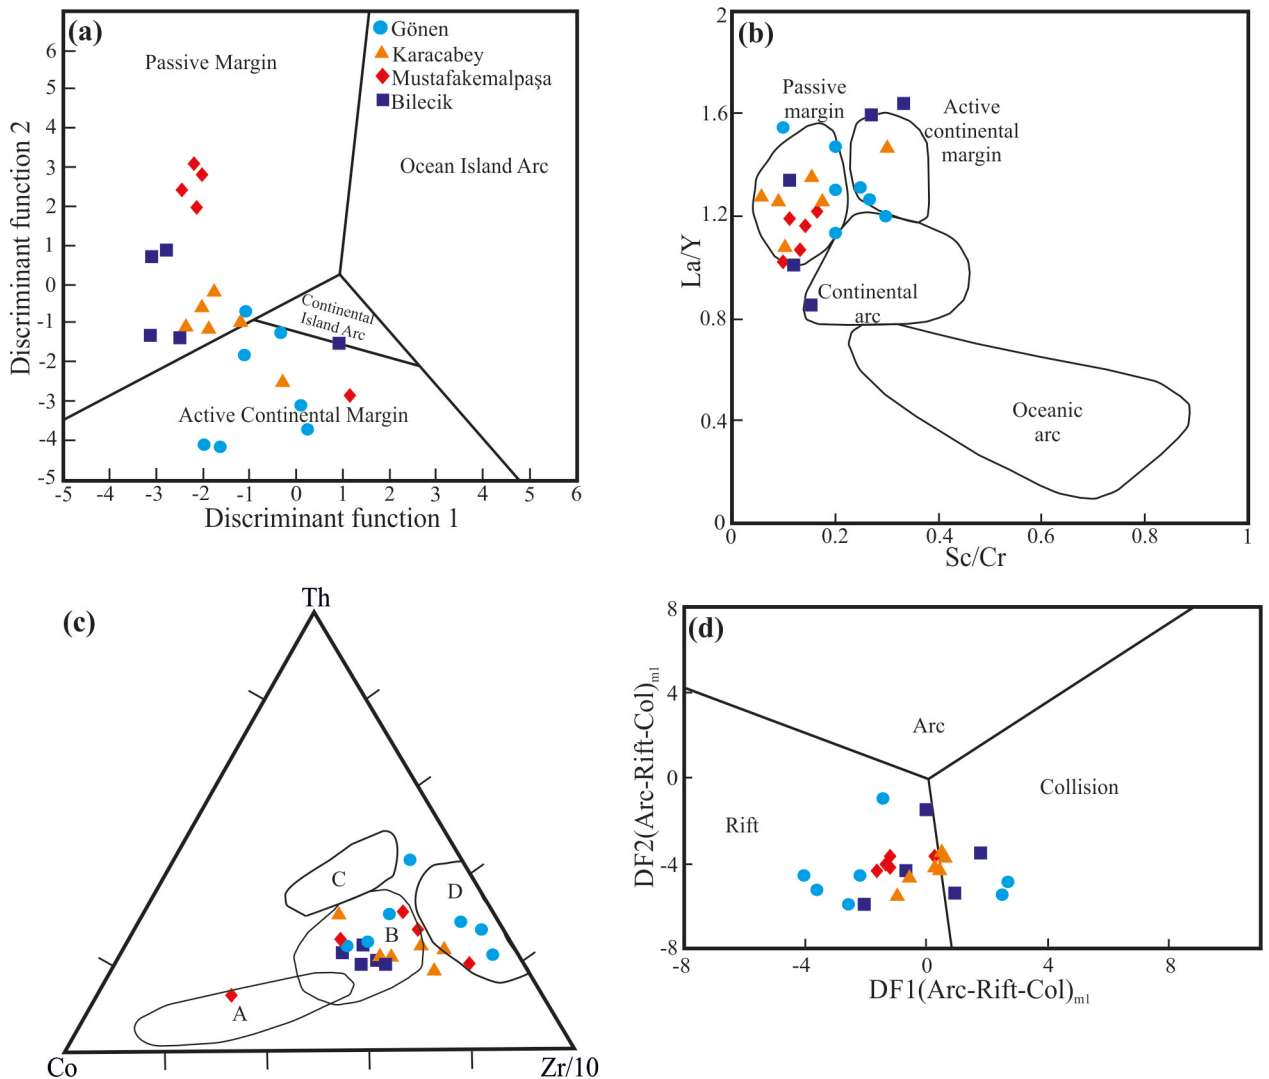 (a)
Gönen
Karacabey
Mustafakemalpaşa
Bilecik
Passive Margin
Ocean Island Arc
Continental
Island Arc
Active Continental Margin
Discriminant function 2
6
5
4
3
2
1
0
-1
-2
-3
-4
-5
-5 -4 -3 -2 -1 0 1 2 3 4 5 6
Discriminant function 1
(b)
Passive
margin
Active
continental
margin
Continental
arc
Oceanic
arc
La/Y
2
1.6
1.2
0.8
0.4
0
0 0.2 0.4 0.6 0.8 1
Sc/Cr
(c)
Th
C
D
B
A
Co
Zr/10
(d)
Arc
Collision
Rift
DF2(Arc-Rift-Col)m1
8
4
0
-4
-8
-8 -4 0 4 8
DF1(Arc-Rift-Col)m1